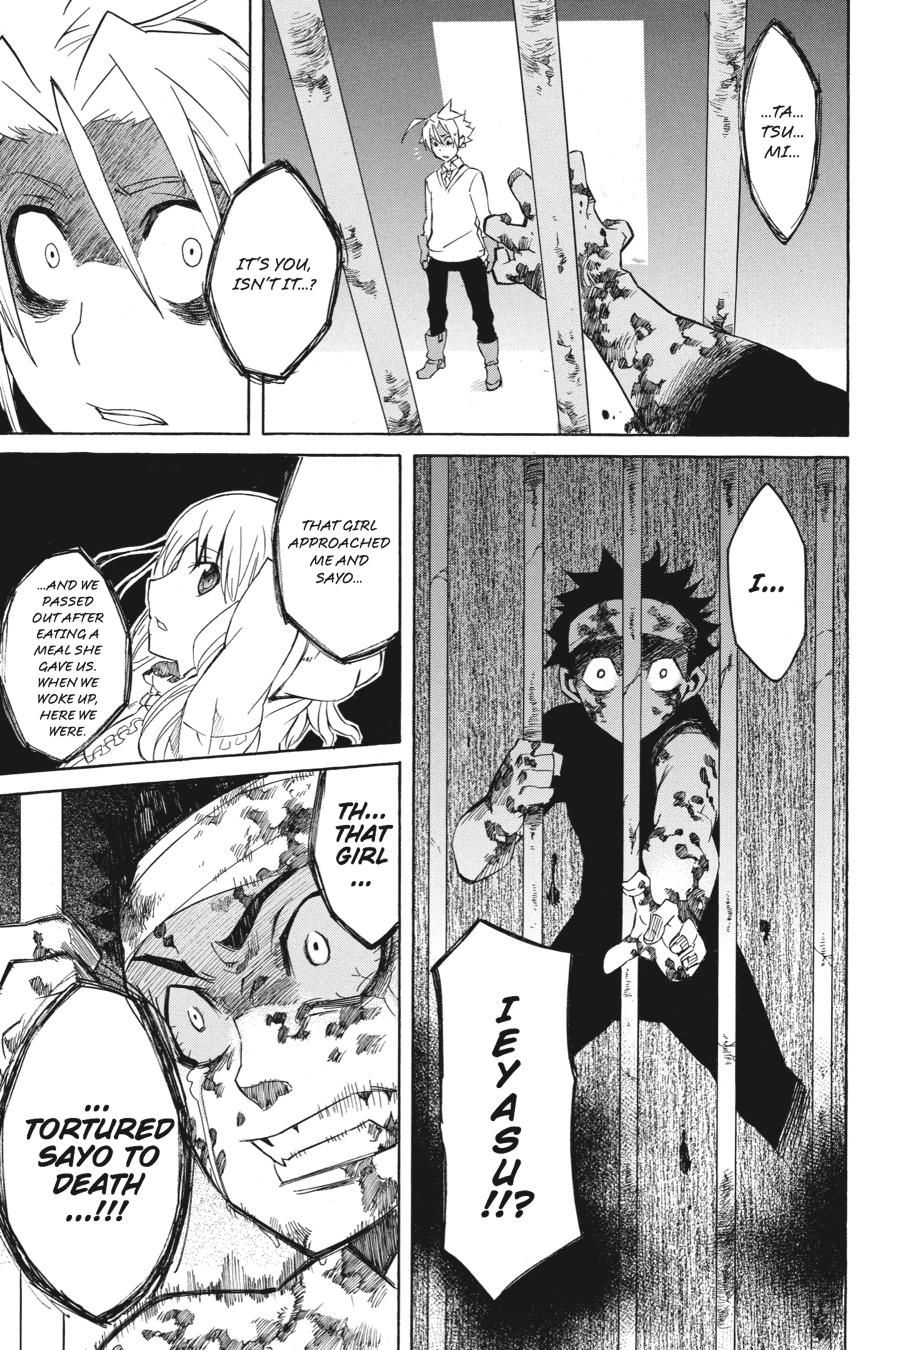 ...TA...
TSU...
MI...
IT'S YOU,
ISN'T IT...?
I...
I
E
Y
A
S
U
!!?
THAT GIRL
APPROACHED
ME AND
SAYO...
...AND WE
PASSED
OUT AFTER
EATING A
MEAL SHE
GAVE US.
WHEN WE
WOKE UP,
HERE WE
WERE.
TH...
THAT
GIRL
...
...
TORTURED
SAYO TO
DEATH
...!!!